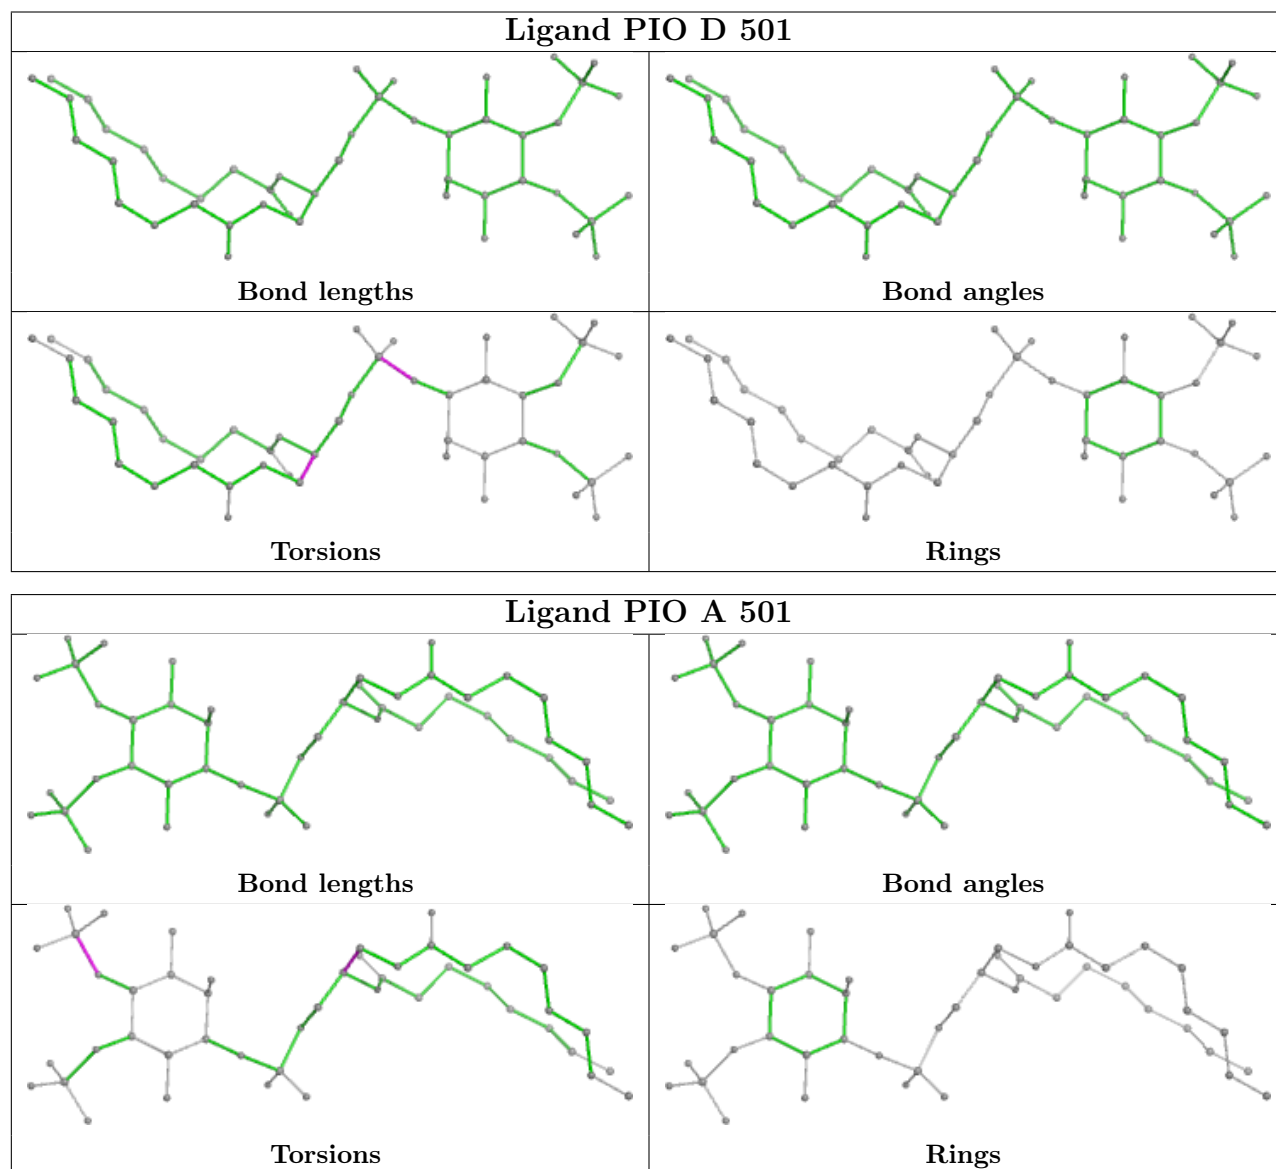 Ligand PIO D 501
Bond lengths
Bond angles
Torsions
Rings
Ligand PIO A 501
Bond lengths
Bond angles
Torsions
Rings